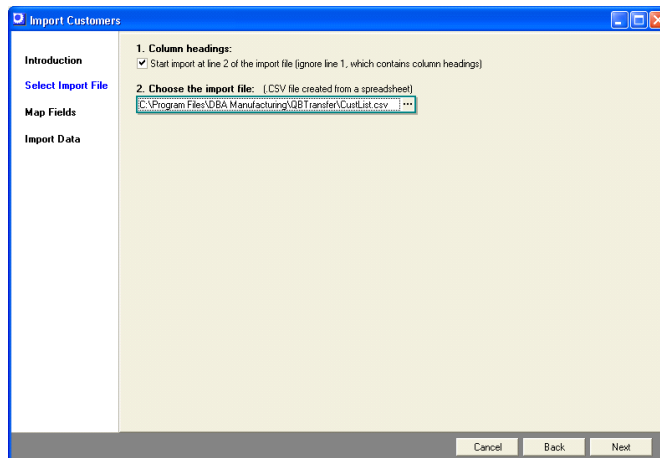 Import Customers
Introduction
Select Import File
Map Fields
Import Data
1. Column headings:
Start import at line 2 of the import file (ignore line 1, which contains column headings)
2. Choose the import file: (.CSV file created from a spreadsheet)
C:\Program Files\DBA Manufacturing\QBTransfer\CustList.csv ...
Cancel Back Next